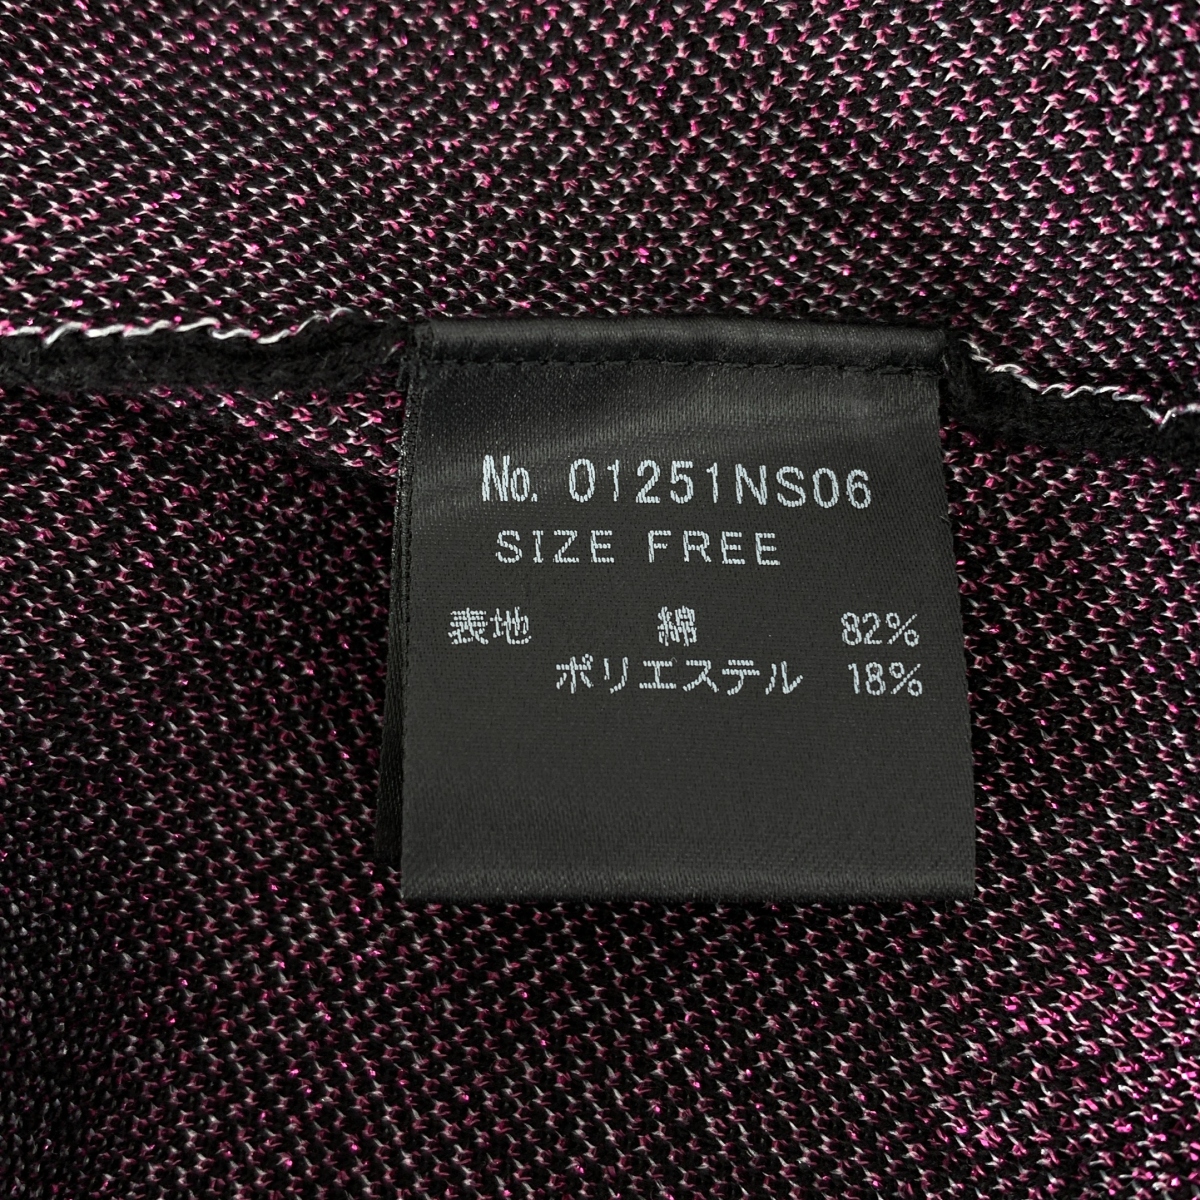 No. 01251NS06
SIZE FREE
表地 綿 82%
ポリエステル 18%